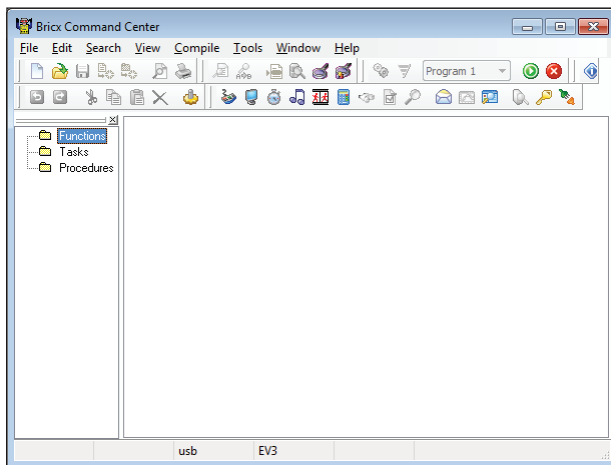 Bricx Command Center
File Edit Search View Compile Tools Window Help
Program 1
Functions
Tasks
Procedures
usb EV3